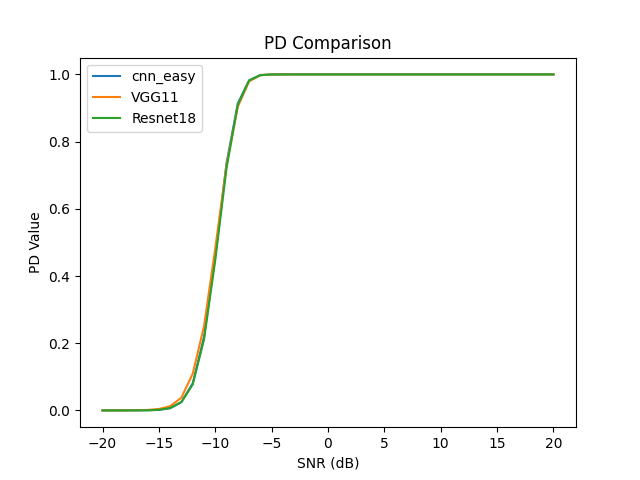 PD Comparison
cnn_easy
VGG11
Resnet18
1.0
0.8
0.6
0.4
0.2
0.0
PD Value
−20
−15
−10
−5
0
5
10
15
20
SNR (dB)